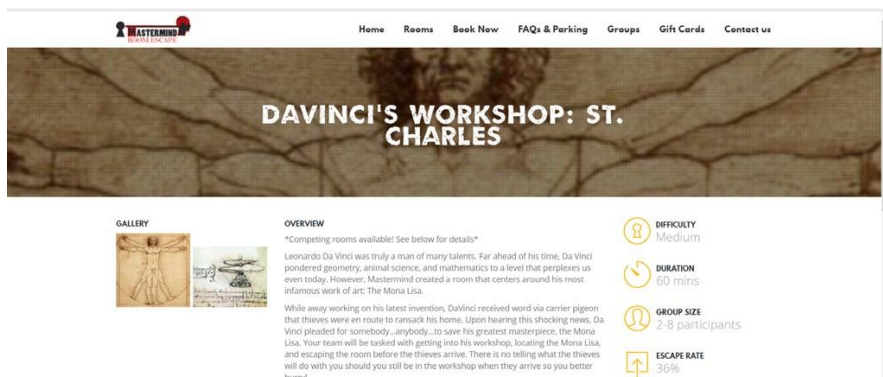 MASTERMIND
ROOM ESCAPE
Home Rooms Book Now FAQs & Parking Groups Gift Cards Contact us
DAVINCI'S WORKSHOP: ST.
CHARLES
GALLERY
OVERVIEW
*Competing rooms available! See below for details*
Leonardo Da Vinci was truly a man of many talents. Far ahead of his time, Da Vinci
pondered geometry, animal science, and mathematics to a level that perplexes us
even today. However, Mastermind created a room that centers around his most
infamous work of art: The Mona Lisa.
While away working on his latest invention, DaVinci received word via carrier pigeon
that thieves were en route to ransack his home. Upon hearing this shocking news, Da
Vinci pleaded for somebody...anybody...to save his greatest masterpiece, the Mona
Lisa. Your team will be tasked with getting into his workshop, locating the Mona Lisa,
and escaping the room before the thieves arrive. There is no telling what the thieves
will do with you should you still be in the workshop when they arrive so you better
DIFFICULTY
Medium
DURATION
60 mins
GROUP SIZE
2-8 participants
ESCAPE RATE
36%